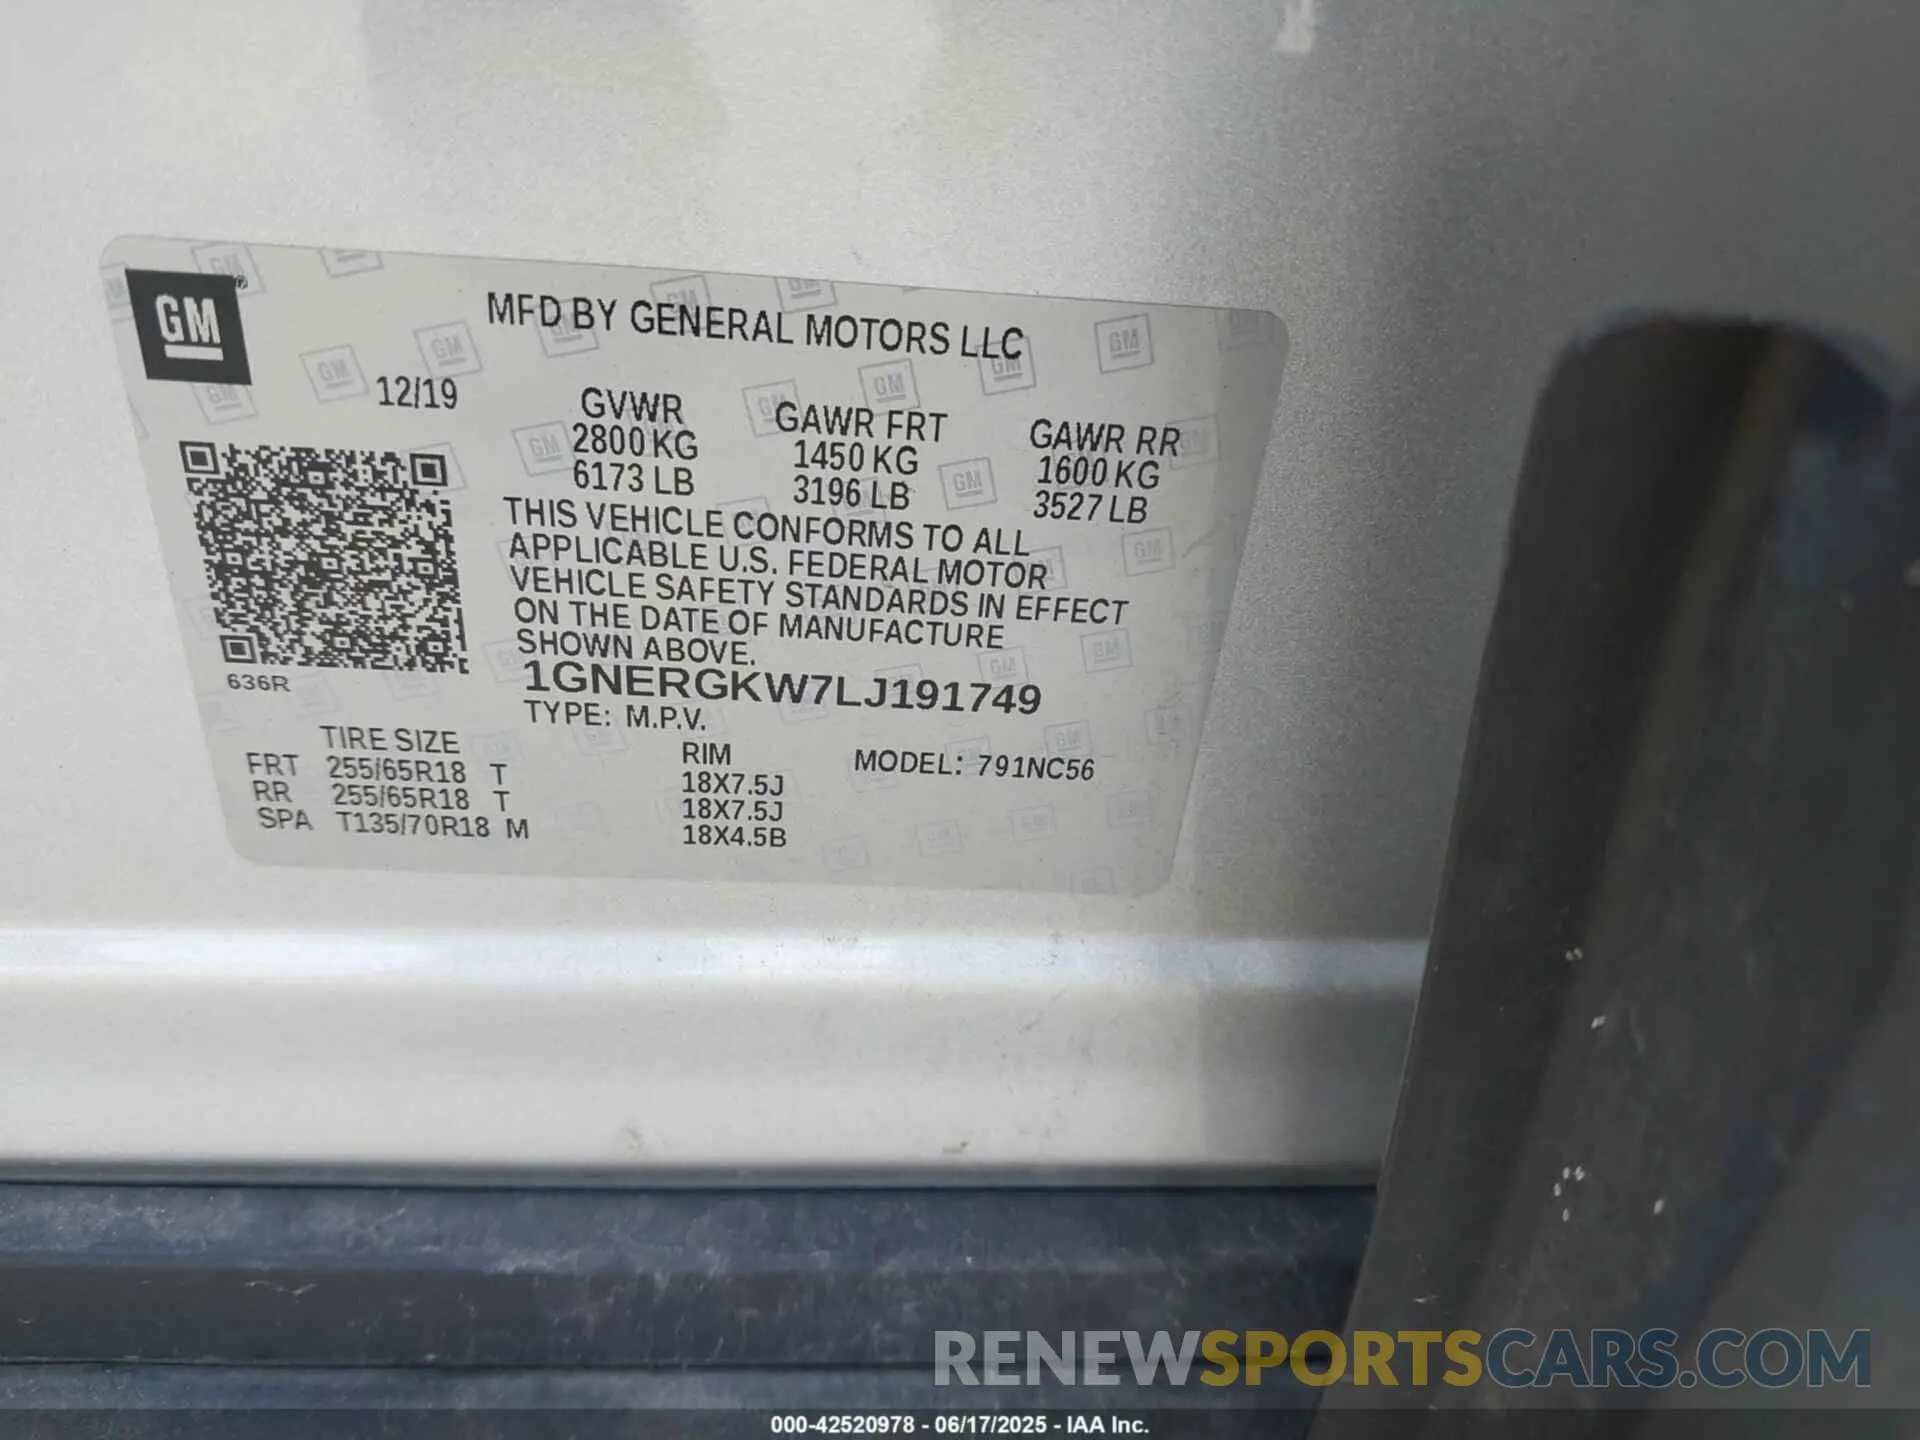 GM
MFD BY GENERAL MOTORS LLC
12/19
GVWR
2800 KG
6173 LB
GAWR FRT
1450 KG
3196 LB
GAWR RR
1600 KG
3527 LB
THIS VEHICLE CONFORMS TO ALL
APPLICABLE U.S. FEDERAL MOTOR
VEHICLE SAFETY STANDARDS IN EFFECT
ON THE DATE OF MANUFACTURE
SHOWN ABOVE.
636R
1GNERGKW7LJ191749
TYPE: M.P.V.
TIRE SIZE
RIM
MODEL: 791NC56
FRT 255/65R18 T 18X7.5J
RR 255/65R18 T 18X7.5J
SPA T135/70R18 M 18X4.5B
RENEWSPORTSCARS.COM
000-42520978 - 06/17/2025 - IAA Inc.